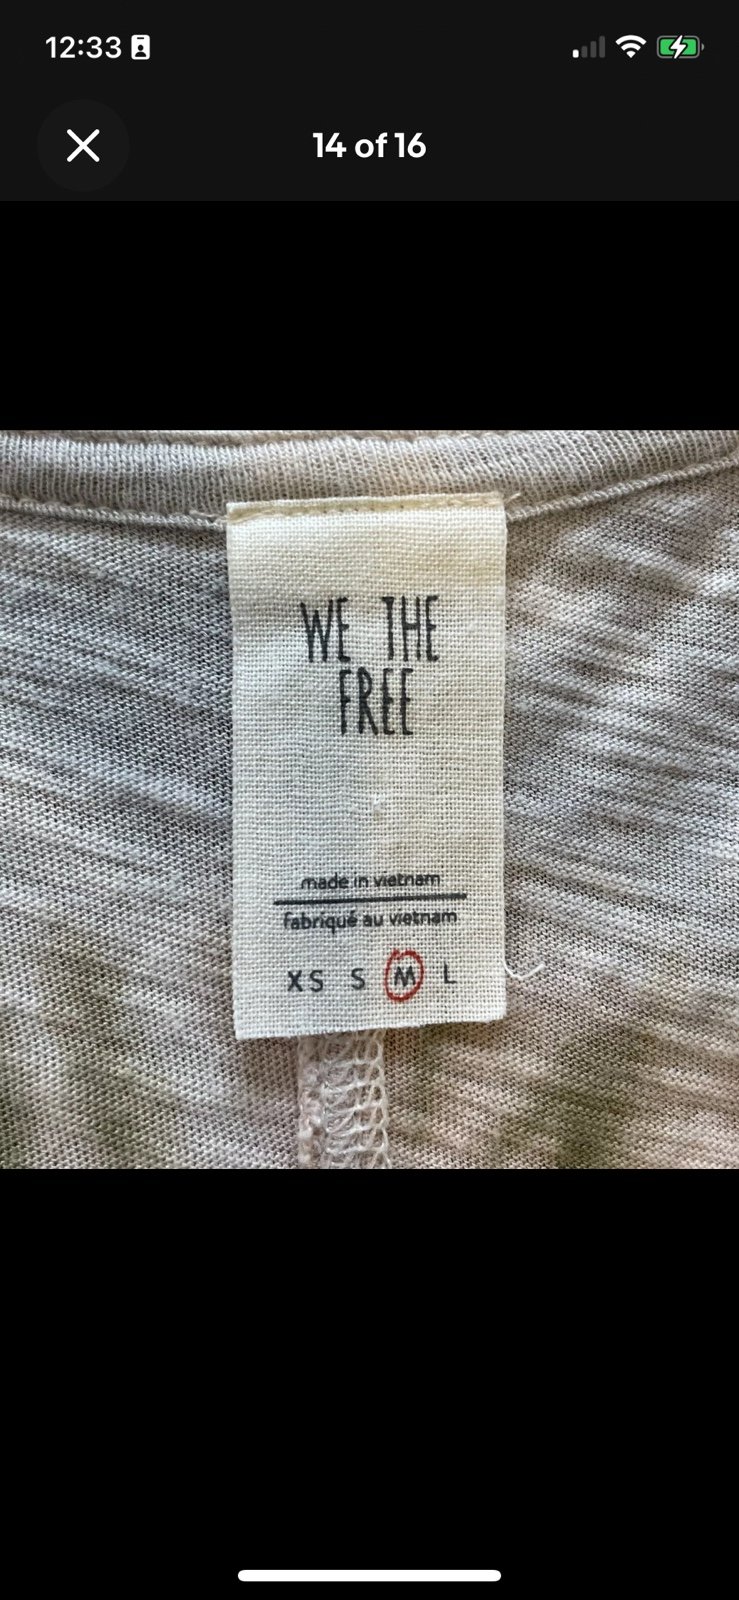 12:33
14 of 16
WE THE
FREE
made in vietnam
fabriqué au vietnam
XS S M L